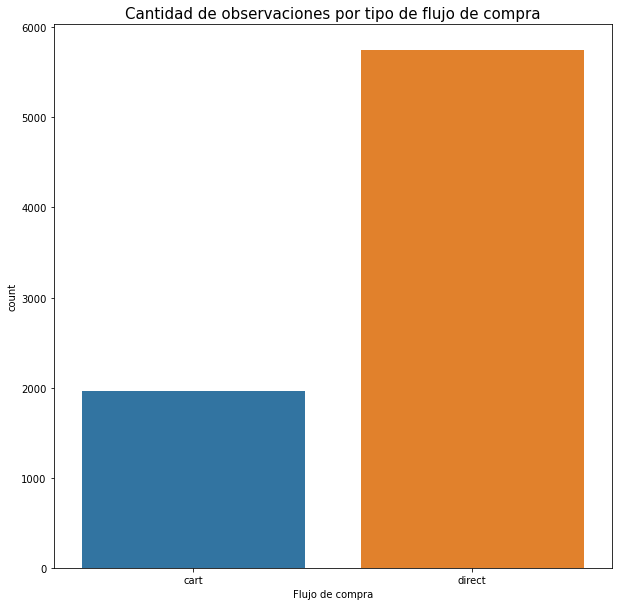 Cantidad de observaciones por tipo de flujo de compra
6000
5000
4000
3000
2000
1000
0
count
cart
direct
Flujo de compra